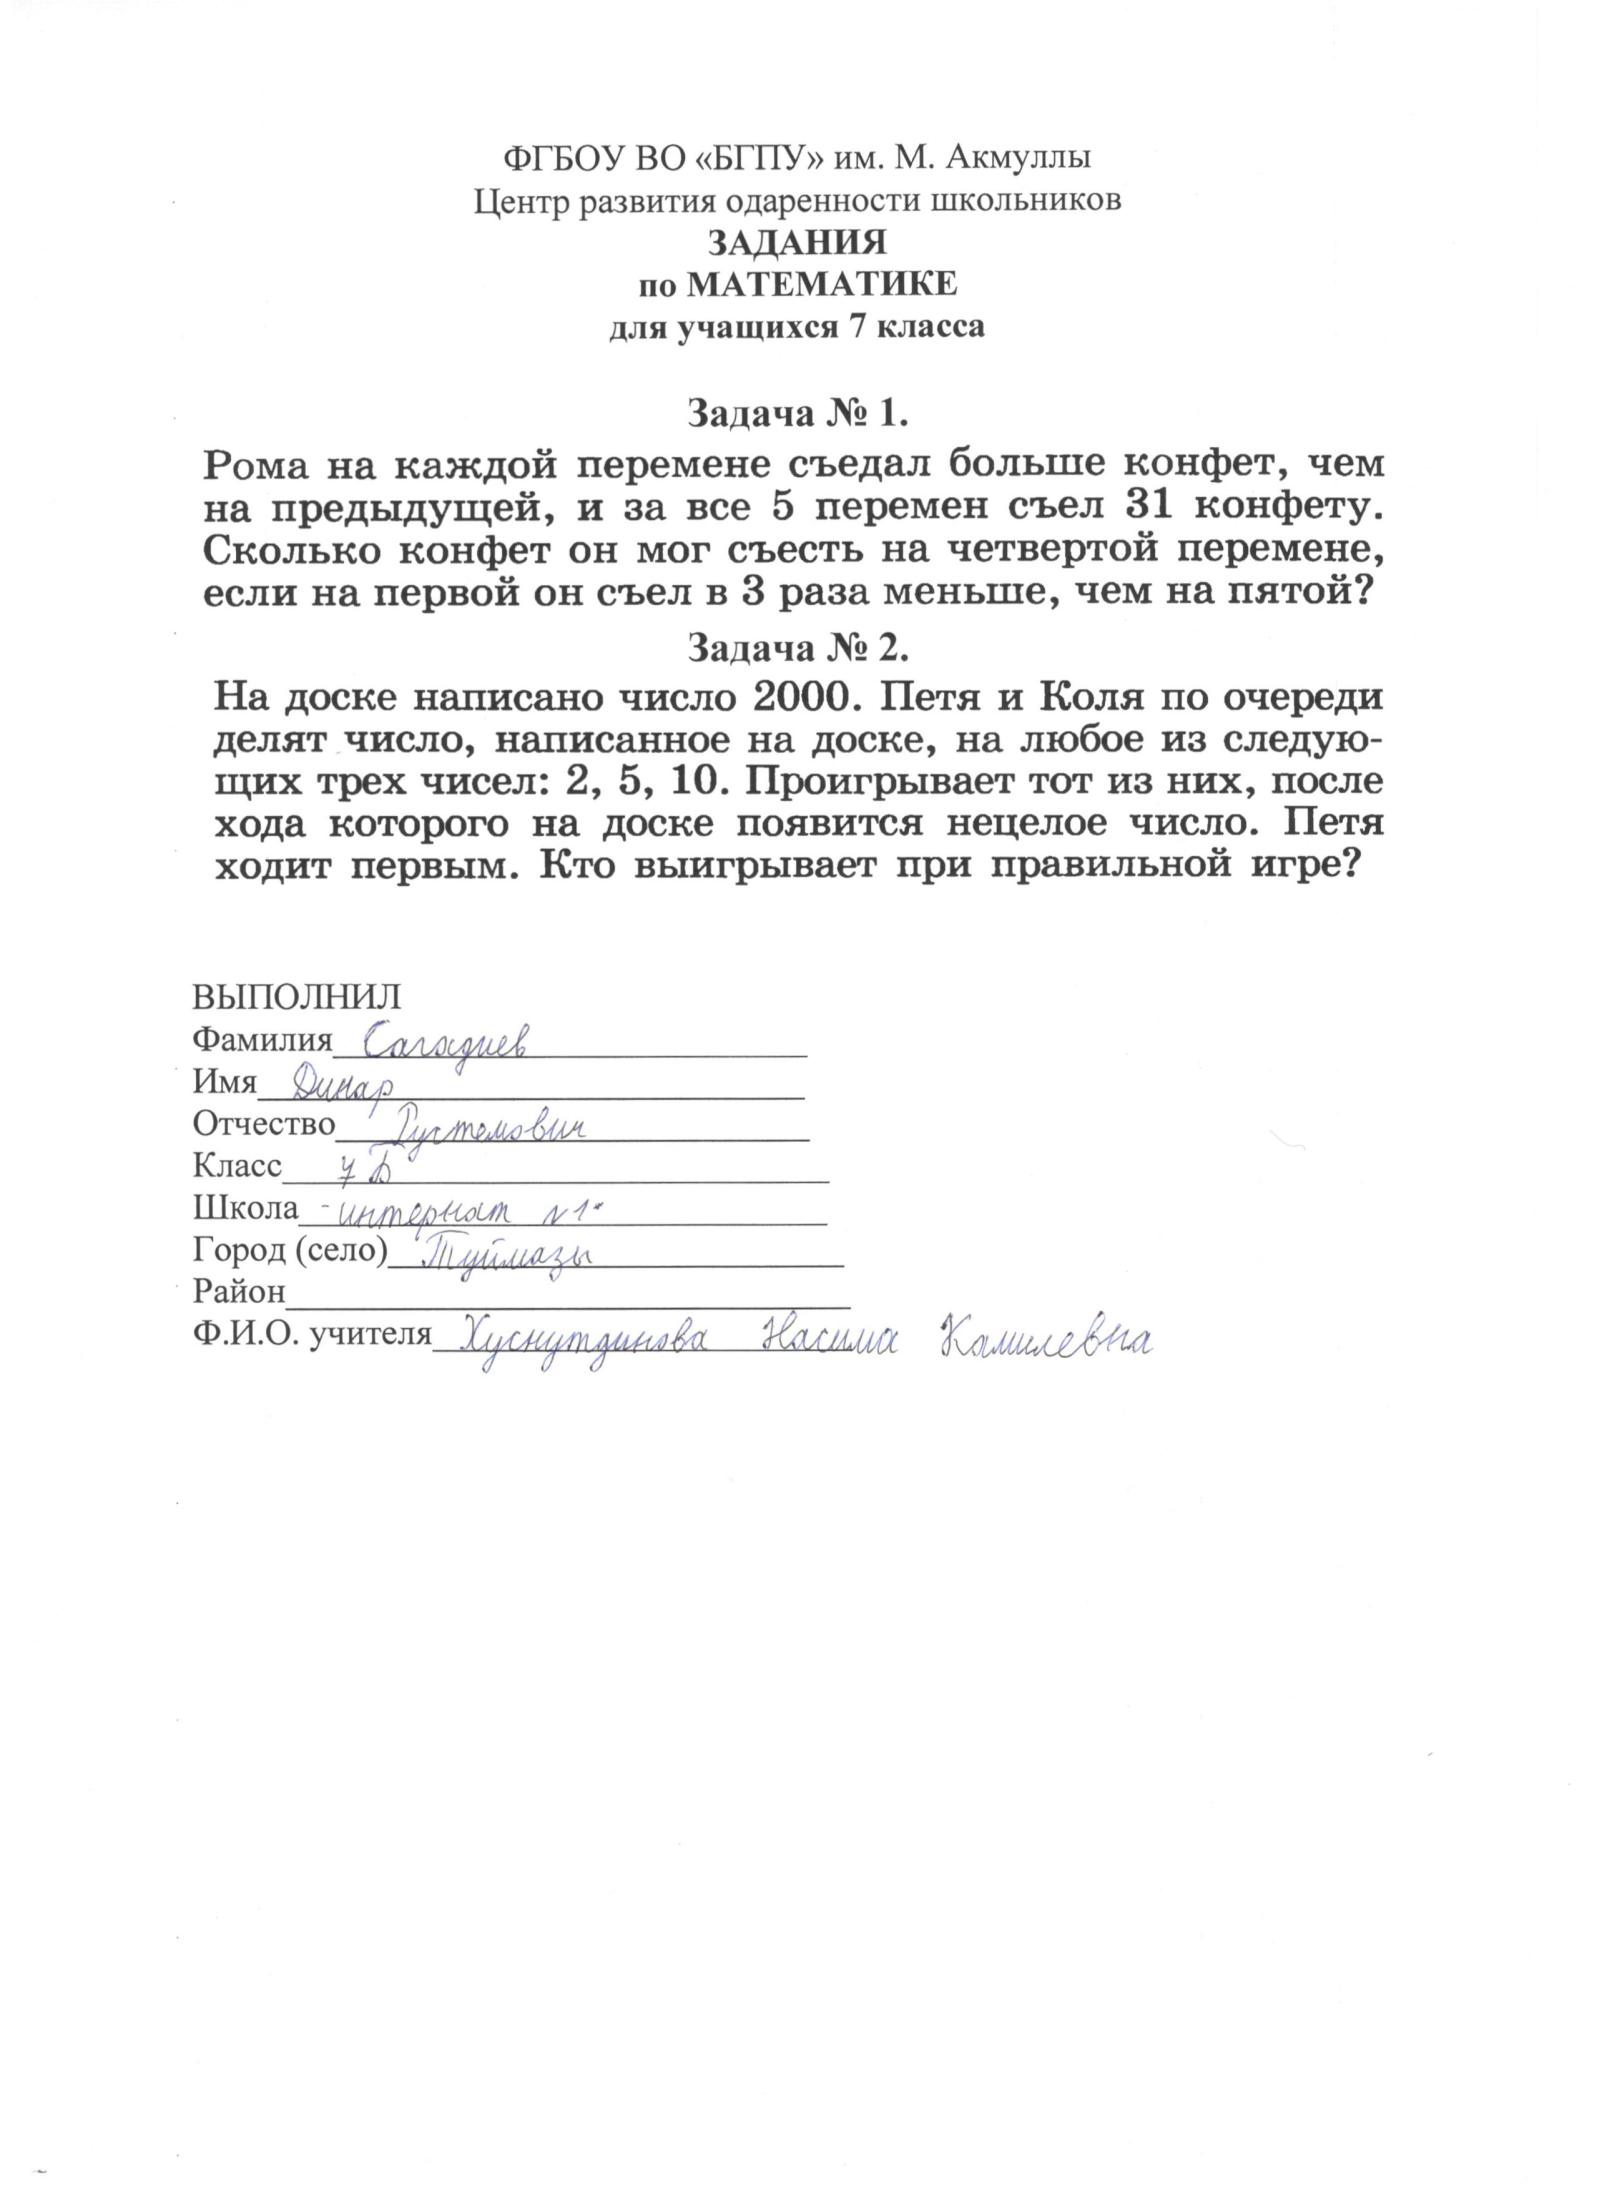 ФГБОУ ВО «БГПУ» им. М. Акмуллы
Центр развития одаренности школьников
ЗАДАНИЯ
по МАТЕМАТИКЕ
для учащихся 7 класса
Задача № 1.
Рома на каждой перемене съедал больше конфет, чем
на предыдущей, и за все 5 перемен съел 31 конфету.
Сколько конфет он мог съесть на четвертой перемене,
если на первой он съел в 3 раза меньше, чем на пятой?
Задача № 2.
На доске написано число 2000. Петя и Коля по очереди
делят число, написанное на доске, на любое из следую-
щих трех чисел: 2, 5, 10. Проигрывает тот из них, после
хода которого на доске появится нецелое число. Петя
ходит первым. Кто выигрывает при правильной игре?
ВЫПОЛНИЛ
Фамилия Сагадиев
Имя Динар
Отчество Рустемович
Класс 7 Б
Школа -интернат №1
Город (село) Туймазы
Район
Ф.И.О. учителя Хуснутдинова Насима Камилевна